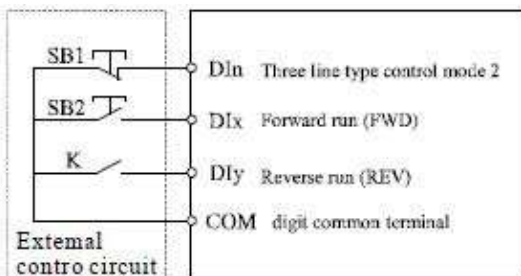 SB1 DIn Three line type control mode 2
SB2 DIx Forward run (FWD)
K DIy Reverse run (REV)
COM digit common terminal
Extemal
contro circuit